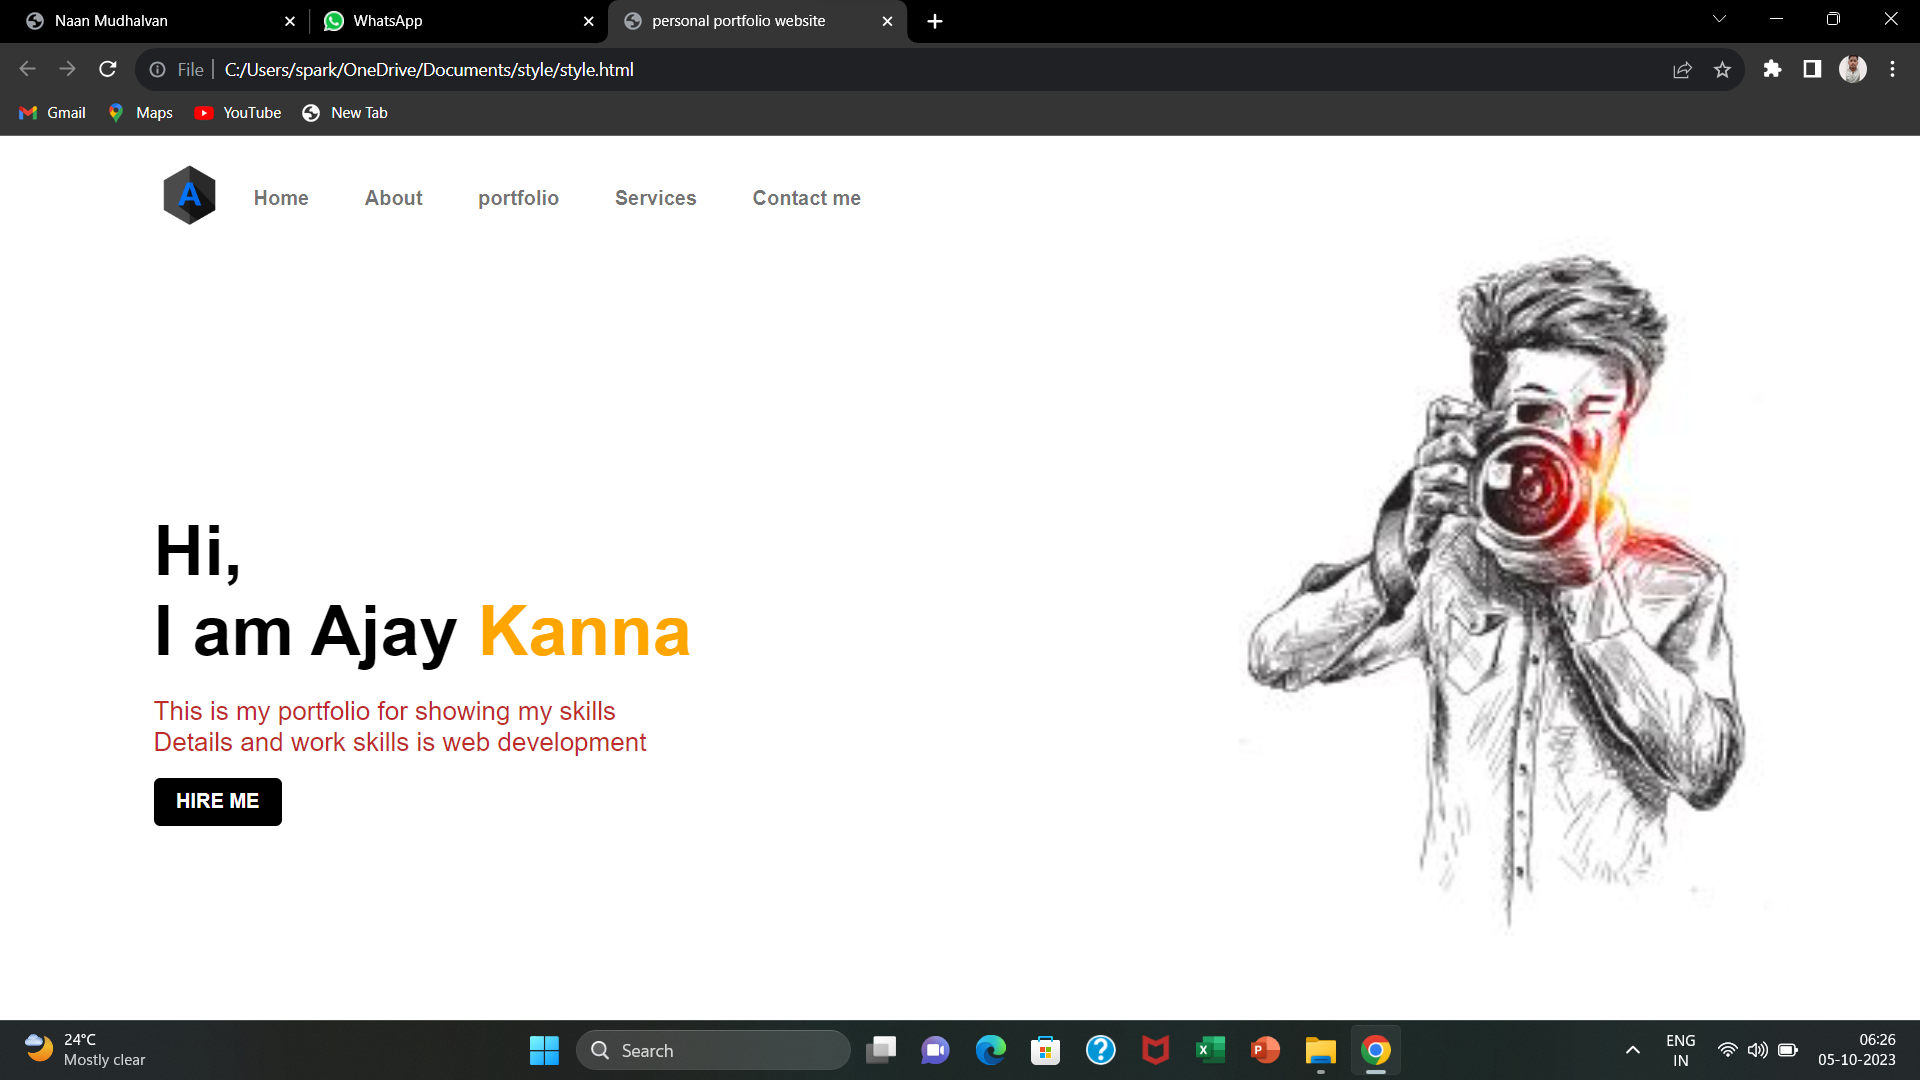 Naan Mudhalvan
WhatsApp
personal portfolio website
File
C:/Users/spark/OneDrive/Documents/style/style.html
Gmail
Maps
YouTube
New Tab
A
Home
About
portfolio
Services
Contact me
Hi,
I am Ajay Kanna
This is my portfolio for showing my skills
Details and work skills is web development
HIRE ME
24°C
Mostly clear
Search
ENG
IN
06:26
05-10-2023